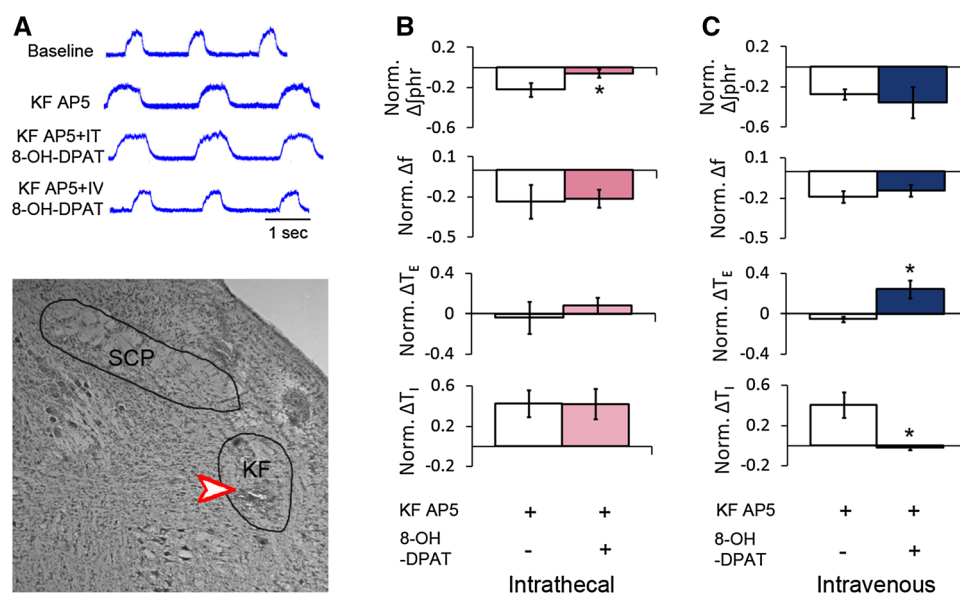 A
Baseline
KF AP5
KF AP5+IT
8-OH-DPAT
KF AP5+IV
8-OH-DPAT
1 sec
SCP
KF
B
Norm.
Δ∫phr
0.2
-0.2
-0.6
*
Norm. Δf
0.1
-0.2
-0.5
Norm. ΔTE
0.4
0
-0.4
Norm. ΔTI
0.6
0.2
-0.2
KF AP5 + +
8-OH
-DPAT - +
Intrathecal
C
Norm.
Δ∫phr
0.2
-0.2
-0.6
Norm. Δf
0.1
-0.2
-0.5
Norm. ΔTE
0.4
0
-0.4
*
Norm. ΔTI
0.6
0.2
-0.2
*
KF AP5 + +
8-OH
-DPAT - +
Intravenous